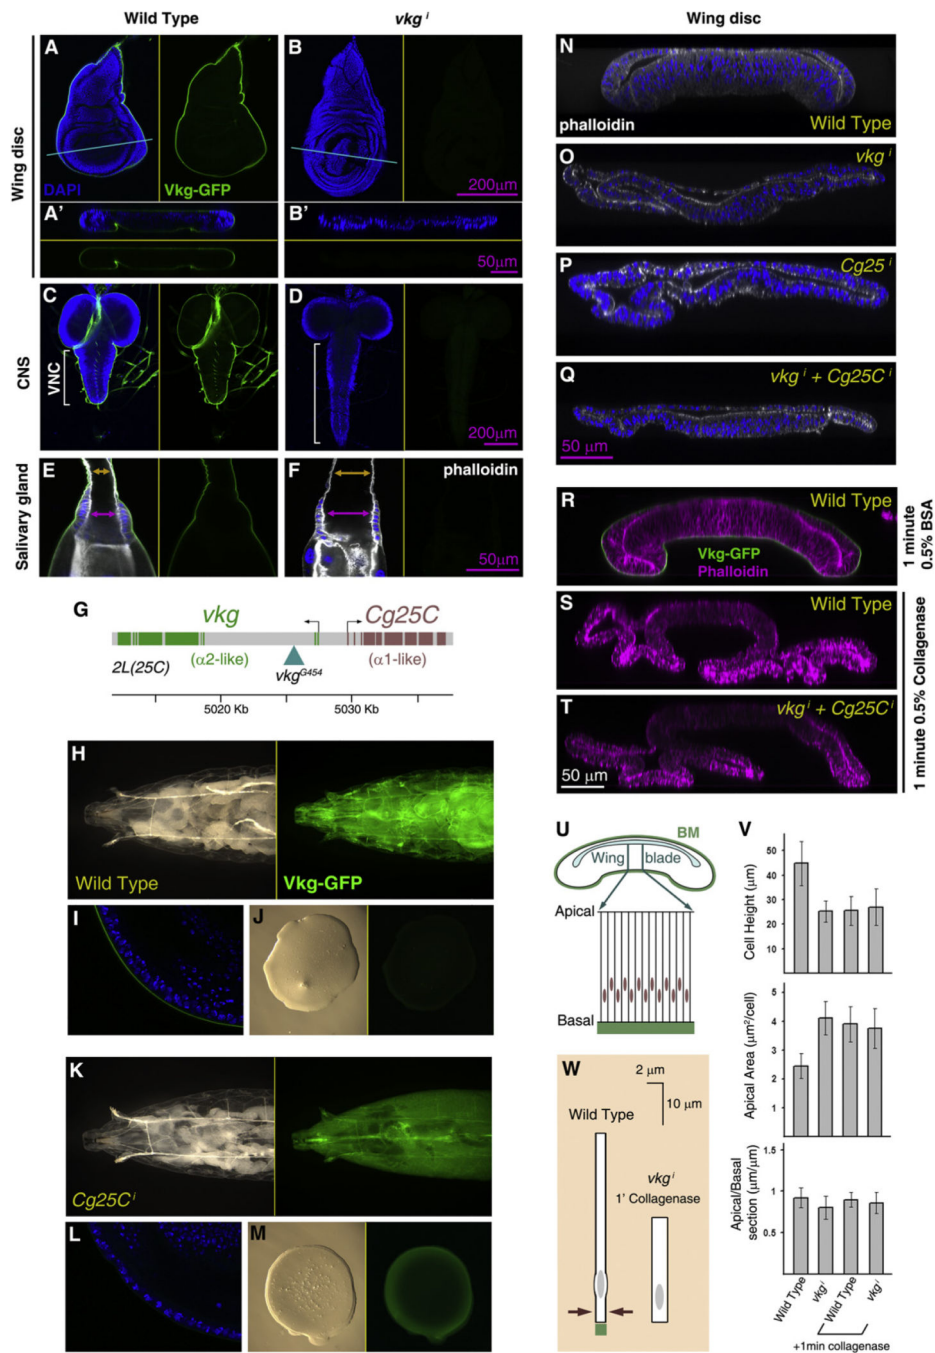 Wild Type
vkg i
Wing disc
Wing disc
A
B
DAPI
Vkg-GFP
200µm
A'
B'
50µm
CNS
C
VNC
D
200µm
Salivary gland
E
F
phalloidin
50µm
G
vkg
Cg25C
(α2-like)
(α1-like)
2L(25C)
vkgG454
5020 Kb
5030 Kb
H
Wild Type
Vkg-GFP
I
J
K
Cg25C i
L
M
N
phalloidin
Wild Type
O
vkg i
P
Cg25 i
Q
vkg i + Cg25C i
50 µm
R
Wild Type
Vkg-GFP
Phalloidin
1 minute
0.5% BSA
S
Wild Type
T
vkg i + Cg25C i
50 µm
1 minute 0.5% Collagenase
U
BM
Wing
blade
Apical
Basal
V
Cell Height (µm)
50
40
30
20
10
Apical Area (µm2/cell)
5
4
3
2
1
Apical/Basal
section (µm/µm)
1
0.5
Wild Type
vkg i
Wild Type
vkg i
+1min collagenase
W
2 µm
10 µm
Wild Type
vkg i
1' Collagenase